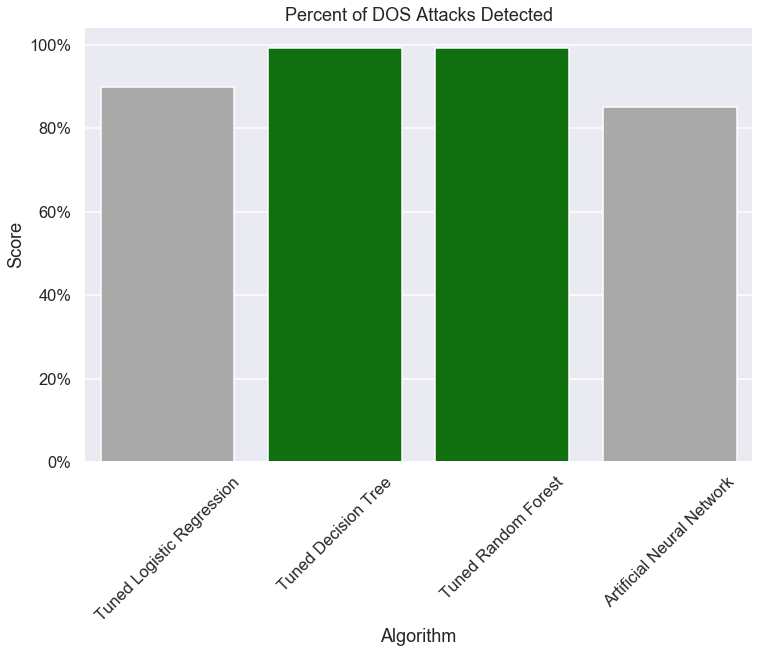 Percent of DOS Attacks Detected
100%
80%
60%
40%
20%
0%
Score
Tuned Logistic Regression
Tuned Decision Tree
Tuned Random Forest
Artificial Neural Network
Algorithm